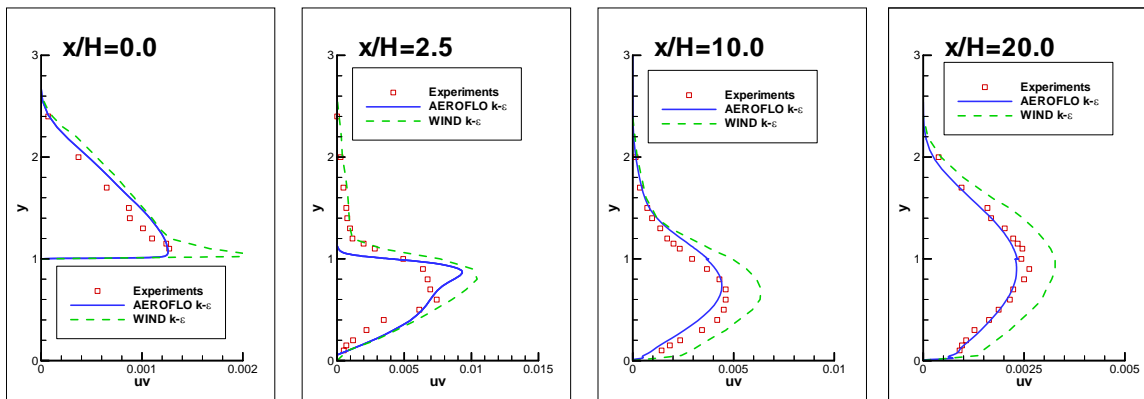 x/H=0.0
3
2
1
0
y
Experiments
AEROFLO k-ε
WIND k-ε
0
0.001
0.002
uv
x/H=2.5
3
2
1
0
y
Experiments
AEROFLO k-ε
WIND k-ε
0
0.005
0.01
0.015
uv
x/H=10.0
3
2
1
0
y
Experiments
AEROFLO k-ε
WIND k-ε
0
0.005
0.01
uv
x/H=20.0
3
2
1
0
y
Experiments
AEROFLO k-ε
WIND k-ε
0
0.0025
0.005
uv